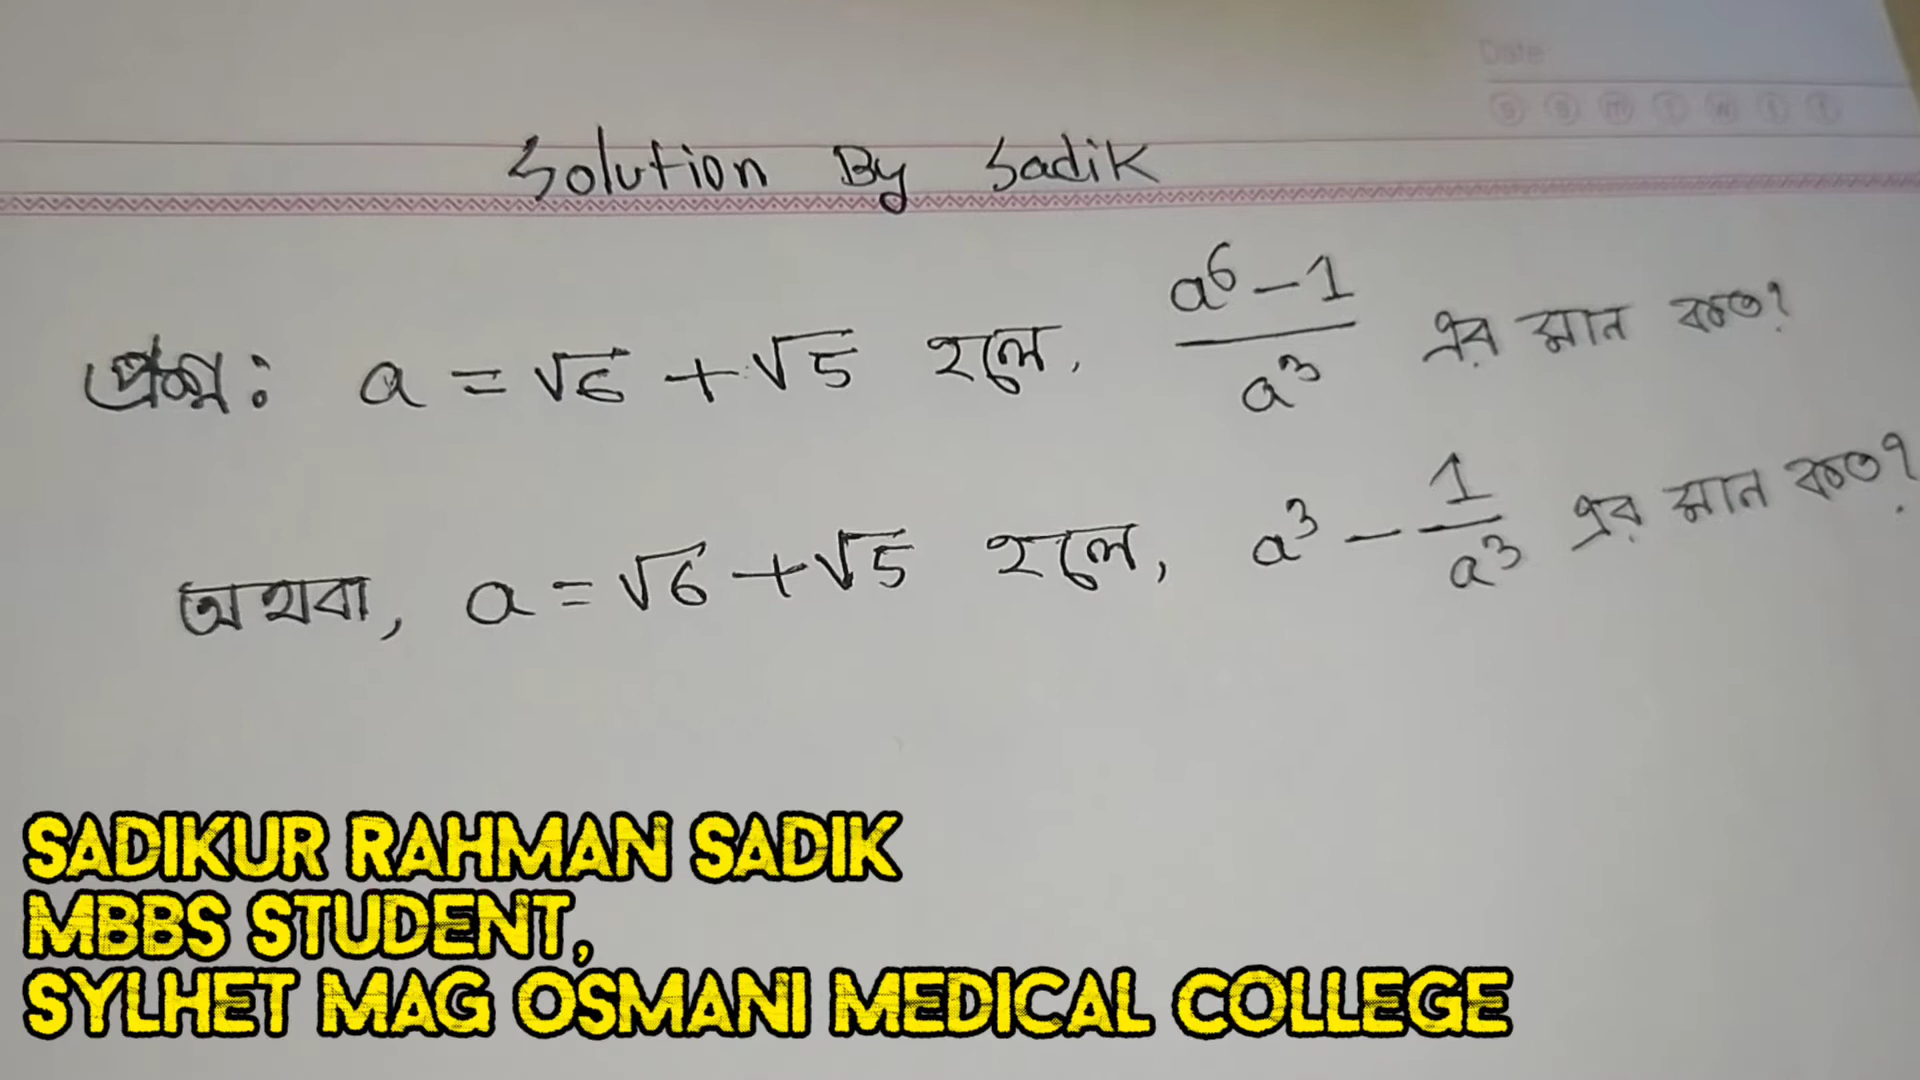 Date
S S M T W T F
Solution By Sadik
প্রশ্ন: a = √6 + √5 হলে, (a⁶ - 1)/a³ এর মান কত?
অথবা, a = √6 + √5 হলে, a³ - 1/a³ এর মান কত?
SADIKUR RAHMAN SADIK
MBBS STUDENT,
SYLHET MAG OSMANI MEDICAL COLLEGE